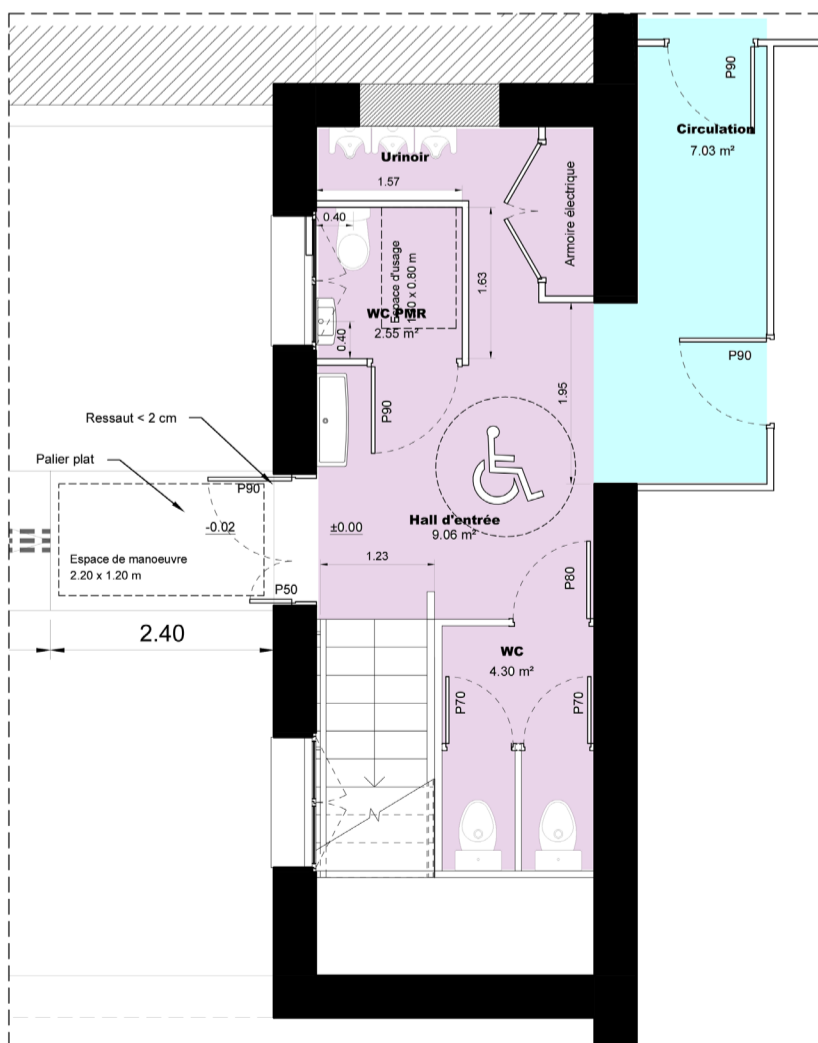 P90
Circulation
7.03 m²
Urinoir
1.57
Armoire électrique
0.40
Espace d'usage
0.80 m
1.63
WC PMR
2.55 m²
0.40
P90
P90
1.95
Ressaut < 2 cm
Palier plat
P90
-0.02
±0.00
Hall d'entrée
9.06 m²
Espace de manoeuvre
2.20 x 1.20 m
1.23
P50
P80
2.40
WC
4.30 m²
P70
P70